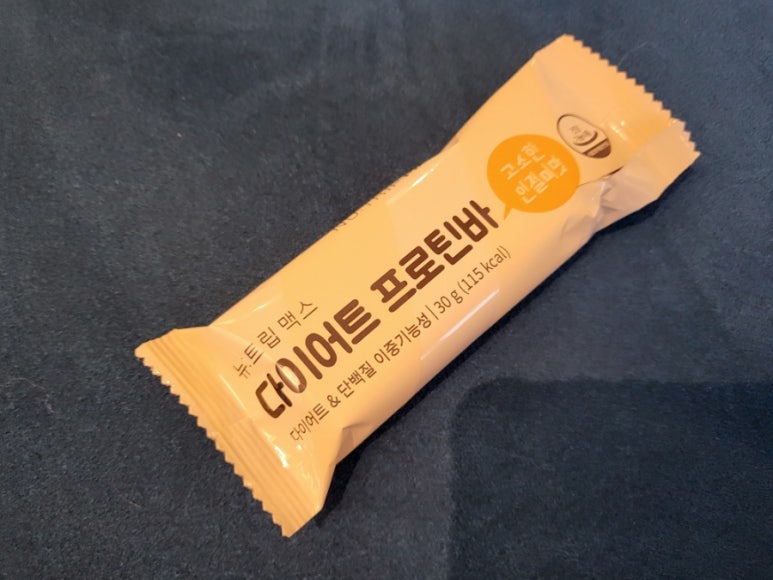 고소한
인절미맛
뉴트립 맥스
다이어트 프로틴바
다이어트 & 단백질 이중기능성 | 30 g (115 kcal)